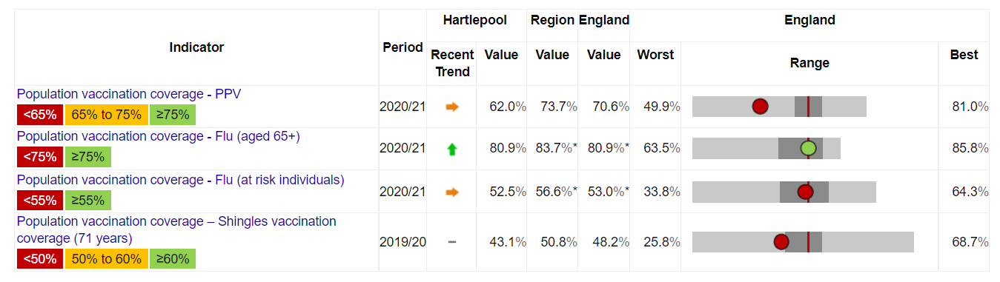 Indicator Period Hartlepool Region England England
Recent Trend Value Value Value Worst Range Best
Population vaccination coverage - PPV
<65% 65% to 75% ≥75%
2020/21 62.0% 73.7% 70.6% 49.9% 81.0%
Population vaccination coverage - Flu (aged 65+)
<75% ≥75%
2020/21 80.9% 83.7%* 80.9%* 63.5% 85.8%
Population vaccination coverage - Flu (at risk individuals)
<55% ≥55%
2020/21 52.5% 56.6%* 53.0%* 33.8% 64.3%
Population vaccination coverage – Shingles vaccination
coverage (71 years)
<50% 50% to 60% ≥60%
2019/20 – 43.1% 50.8% 48.2% 25.8% 68.7%